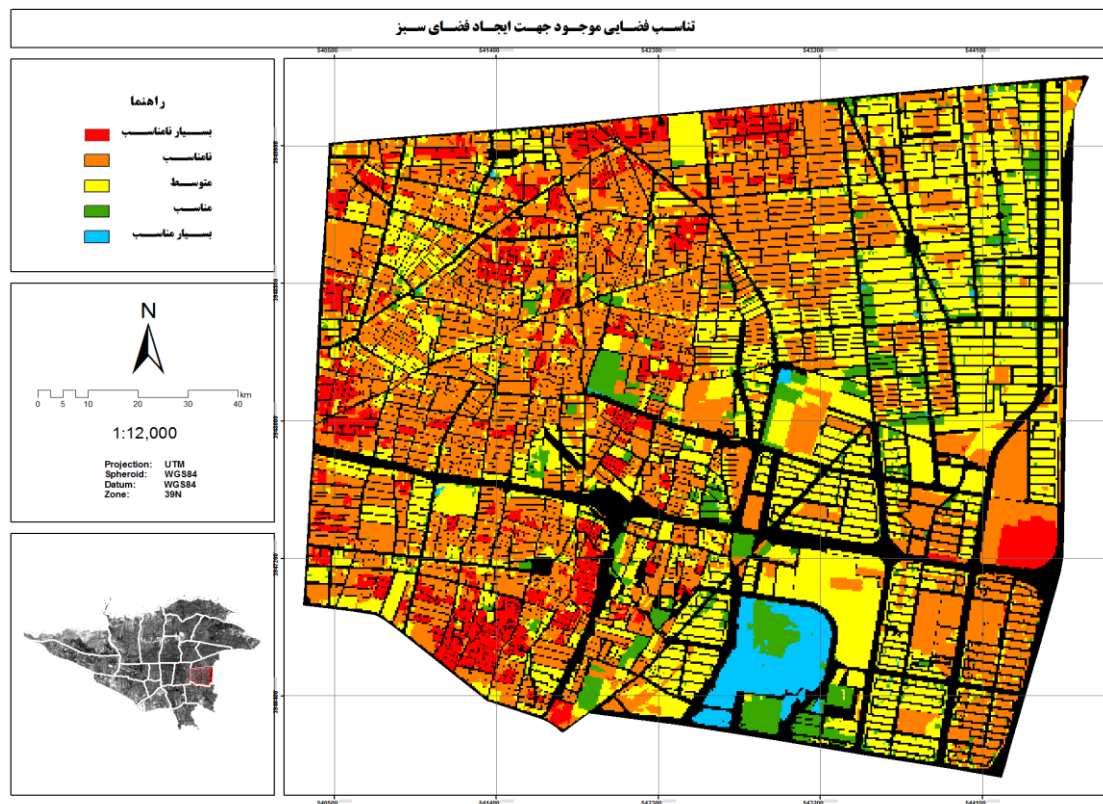 تناسب فضایی موجود جهت ایجاد فضای سبز
راهنما
بسیار نامناسب
نامناسب
متوسط
مناسب
بسیار مناسب
N
km
0 5 10 20 30 40
1:12,000
Projection: UTM
Spheroid: WGS84
Datum: WGS84
Zone: 39N